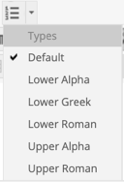 Types
Default
Lower Alpha
Lower Greek
Lower Roman
Upper Alpha
Upper Roman